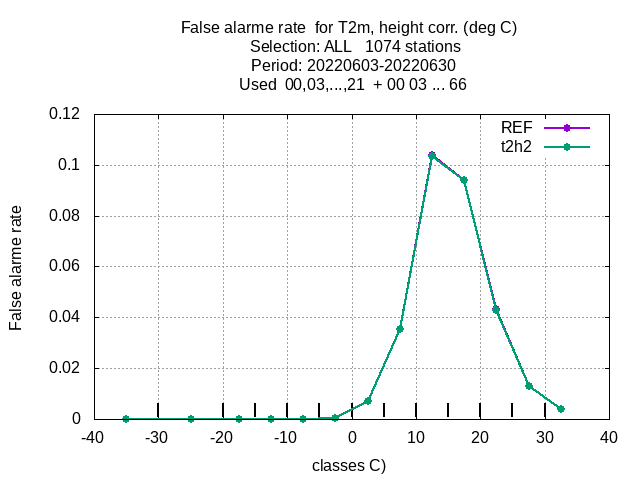 False alarme rate  for T2m, height corr. (deg C)
Selection: ALL   1074 stations
Period: 20220603-20220630
Used  00,03,...,21  + 00 03 ... 66
REF
t2h2
False alarme rate
0.12
0.1
0.08
0.06
0.04
0.02
0
-40 -30 -20 -10 0 10 20 30 40
classes C)